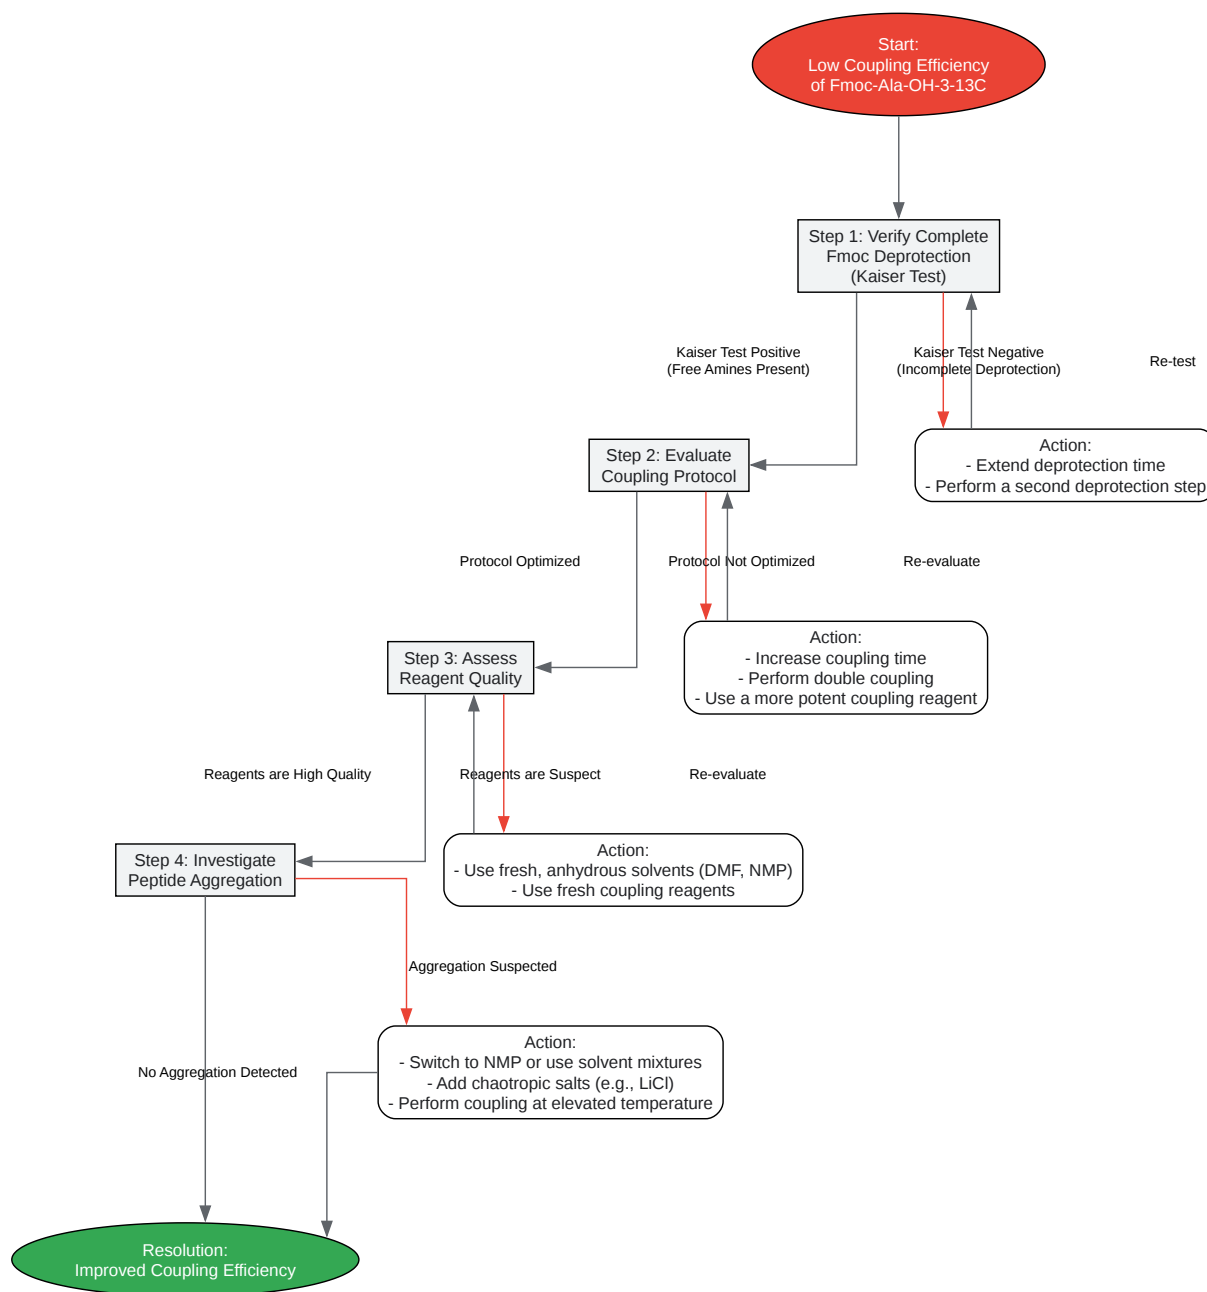 Start:
Low Coupling Efficiency
of Fmoc-Ala-OH-3-13C
Step 1: Verify Complete
Fmoc Deprotection
(Kaiser Test)
Kaiser Test Positive
(Free Amines Present)
Kaiser Test Negative
(Incomplete Deprotection)
Re-test
Action:
- Extend deprotection time
- Perform a second deprotection step
Step 2: Evaluate
Coupling Protocol
Protocol Optimized
Protocol Not Optimized
Re-evaluate
Action:
- Increase coupling time
- Perform double coupling
- Use a more potent coupling reagent
Step 3: Assess
Reagent Quality
Reagents are High Quality
Reagents are Suspect
Re-evaluate
Action:
- Use fresh, anhydrous solvents (DMF, NMP)
- Use fresh coupling reagents
Step 4: Investigate
Peptide Aggregation
Aggregation Suspected
Action:
- Switch to NMP or use solvent mixtures
- Add chaotropic salts (e.g., LiCl)
- Perform coupling at elevated temperature
No Aggregation Detected
Resolution:
Improved Coupling Efficiency